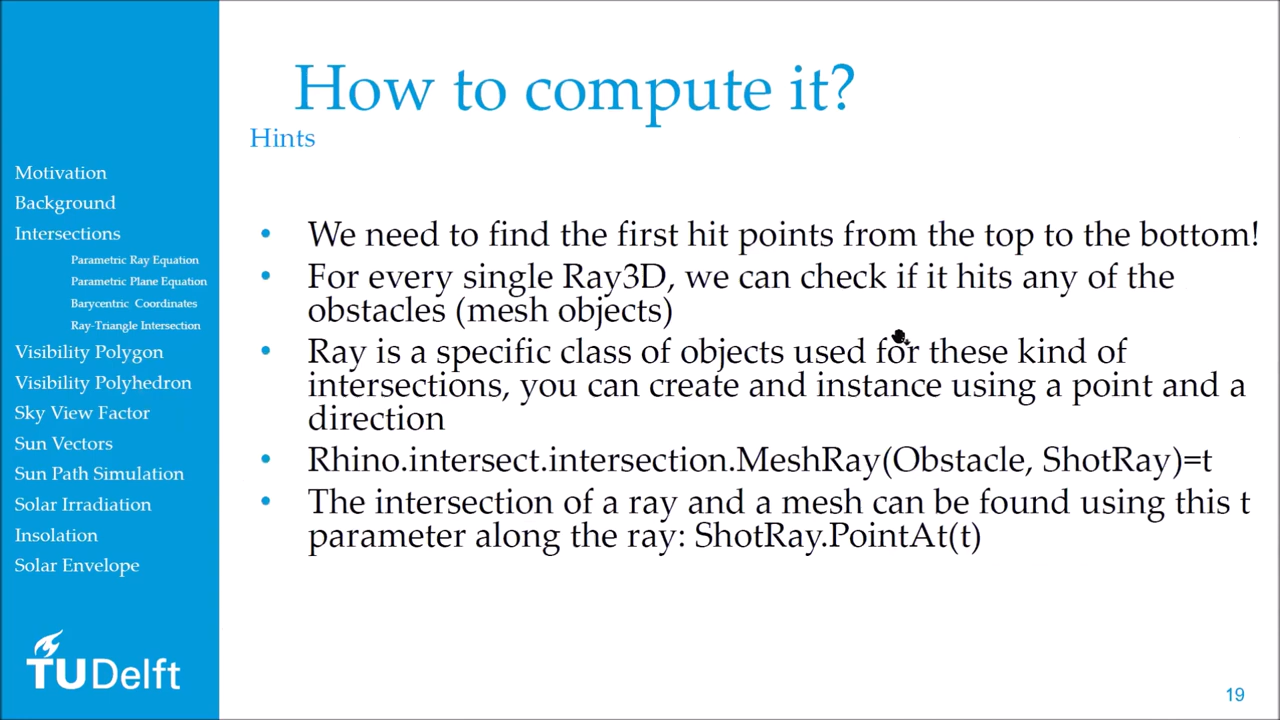 How to compute it?
Hints
Motivation
Background
Intersections
Parametric Ray Equation
Parametric Plane Equation
Barycentric Coordinates
Ray-Triangle Intersection
Visibility Polygon
Visibility Polyhedron
Sky View Factor
Sun Vectors
Sun Path Simulation
Solar Irradiation
Insolation
Solar Envelope
• We need to find the first hit points from the top to the bottom!
• For every single Ray3D, we can check if it hits any of the
obstacles (mesh objects)
• Ray is a specific class of objects used for these kind of
intersections, you can create and instance using a point and a
direction
• Rhino.intersect.intersection.MeshRay(Obstacle, ShotRay)=t
• The intersection of a ray and a mesh can be found using this t
parameter along the ray: ShotRay.PointAt(t)
TUDelft
19